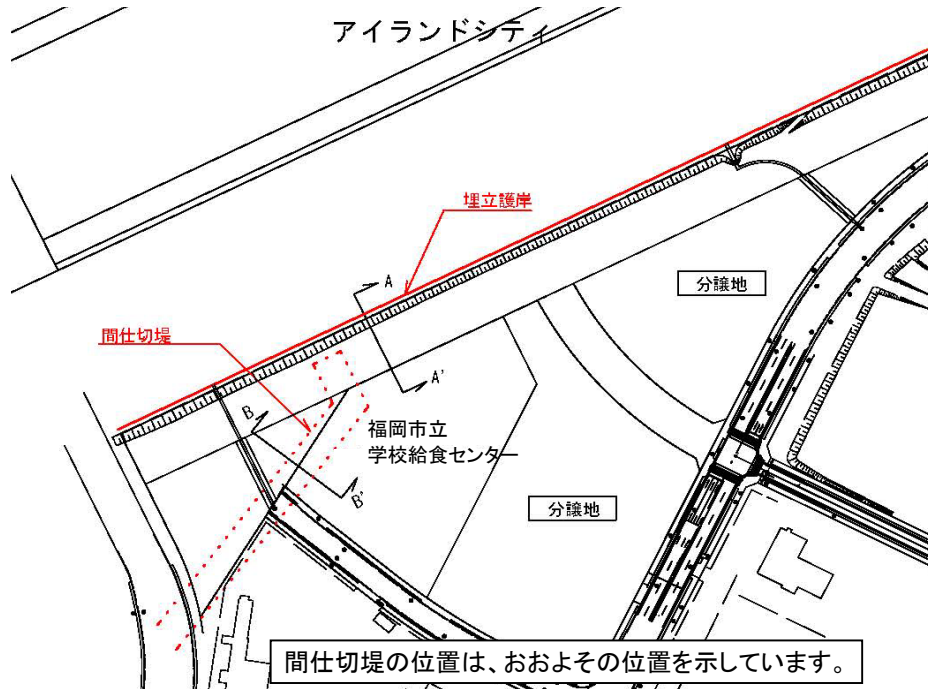 アイランドシティ
埋立護岸
A
分譲地
間仕切堤
A'
B
福岡市立
学校給食センター
B'
分譲地
間仕切堤の位置は、おおよその位置を示しています。